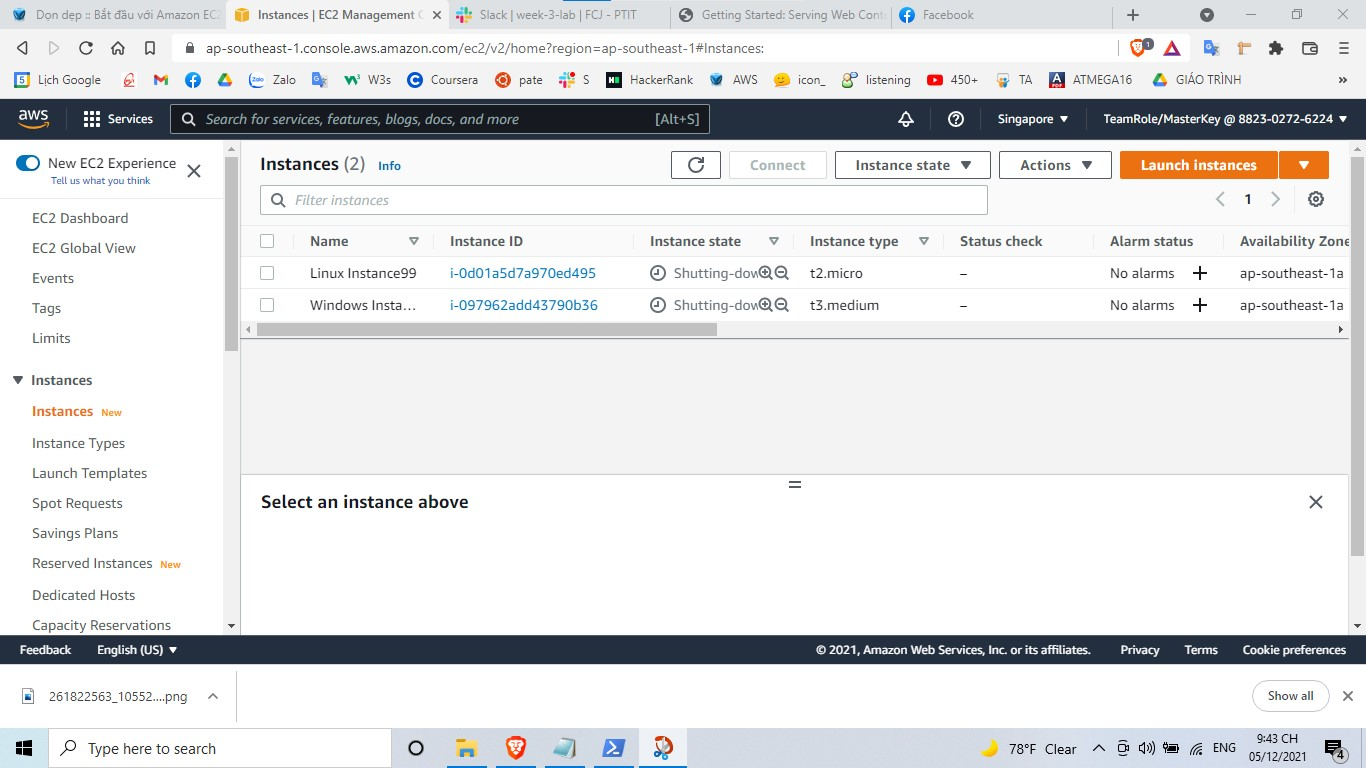 Dọn dẹp :: Bắt đầu với Amazon EC2
Instances | EC2 Management C
Slack | week-3-lab | FCJ - PTIT
Getting Started: Serving Web Cont
Facebook
ap-southeast-1.console.aws.amazon.com/ec2/v2/home?region=ap-southeast-1#Instances:
1
Lịch Google
Zalo
W3s
Coursera
pate
S
HackerRank
AWS
icon_
listening
450+
TA
ATMEGA16
GIÁO TRÌNH
aws
Services
Search for services, features, blogs, docs, and more
[Alt+S]
Singapore
TeamRole/MasterKey @ 8823-0272-6224
New EC2 Experience
Tell us what you think
EC2 Dashboard
EC2 Global View
Events
Tags
Limits
Instances
Instances New
Instance Types
Launch Templates
Spot Requests
Savings Plans
Reserved Instances New
Dedicated Hosts
Capacity Reservations
Instances (2) Info
Connect
Instance state
Actions
Launch instances
Filter instances
1
Name Instance ID Instance state Instance type Status check Alarm status Availability Zone
Linux Instance99 i-0d01a5d7a970ed495 Shutting-dow t2.micro – No alarms + ap-southeast-1a
Windows Insta… i-097962add43790b36 Shutting-dow t3.medium – No alarms + ap-southeast-1a
Select an instance above
Feedback English (US)
© 2021, Amazon Web Services, Inc. or its affiliates. Privacy Terms Cookie preferences
261822563_10552....png
Show all
Type here to search
78°F Clear
ENG
9:43 CH
05/12/2021
4